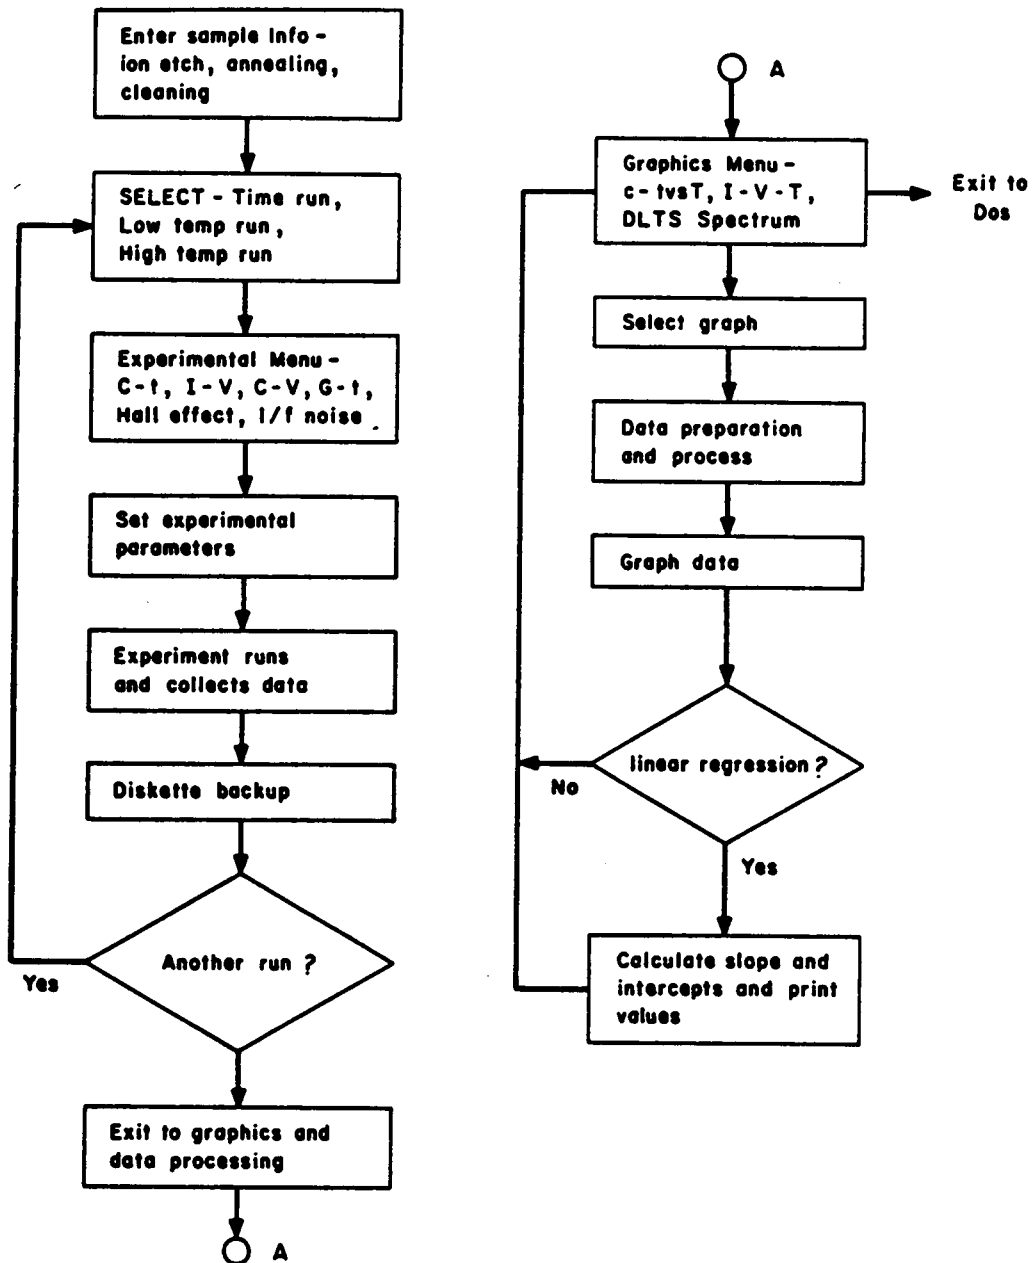 Enter sample Info -
ion etch, annealing,
cleaning
SELECT - Time run,
Low temp run,
High temp run
Experimental Menu -
C-t, I-V, C-V, G-t,
Hall effect, 1/f noise
Set experimental
parameters
Experiment runs
and collects data
Diskette backup
Another run ?
Yes
Exit to graphics and
data processing
A
A
Graphics Menu -
c-tvsT, I-V-T,
DLTS Spectrum
Exit to
Dos
Select graph
Data preparation
and process
Graph data
linear regression ?
No
Yes
Calculate slope and
intercepts and print
values